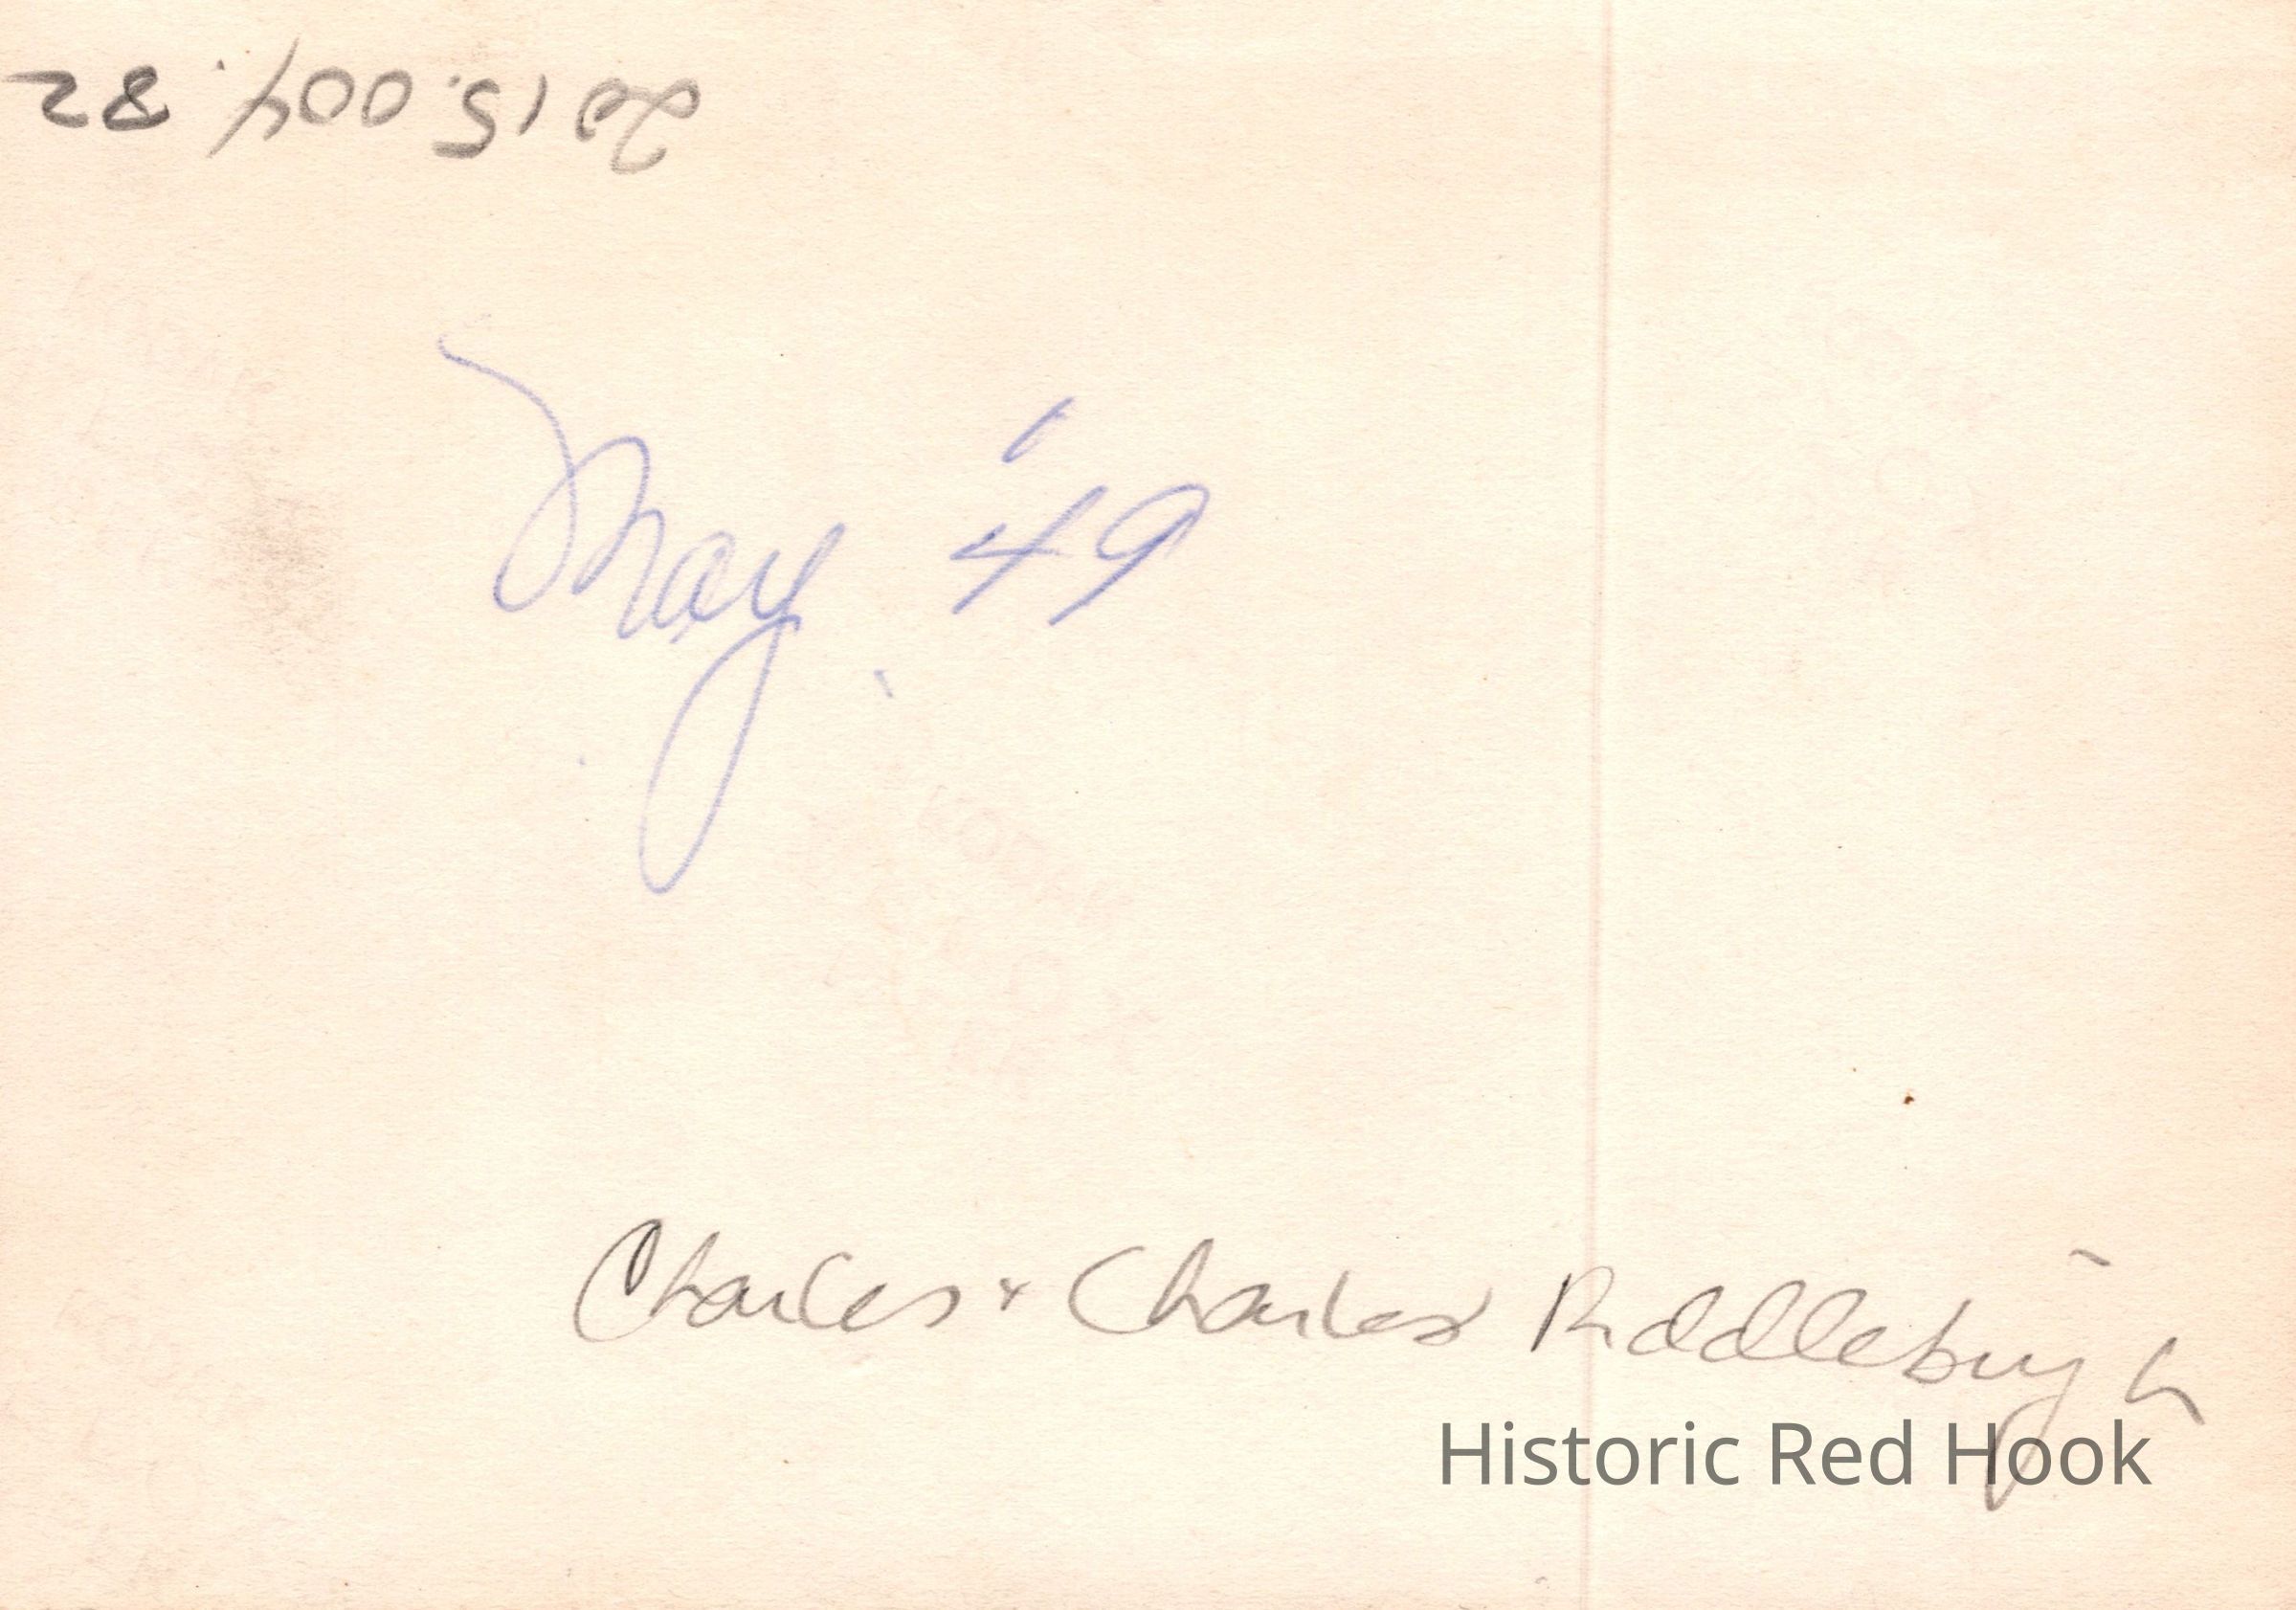 2015.004.82
May '49
Charles + Charles Riddleburgh
Historic Red Hook